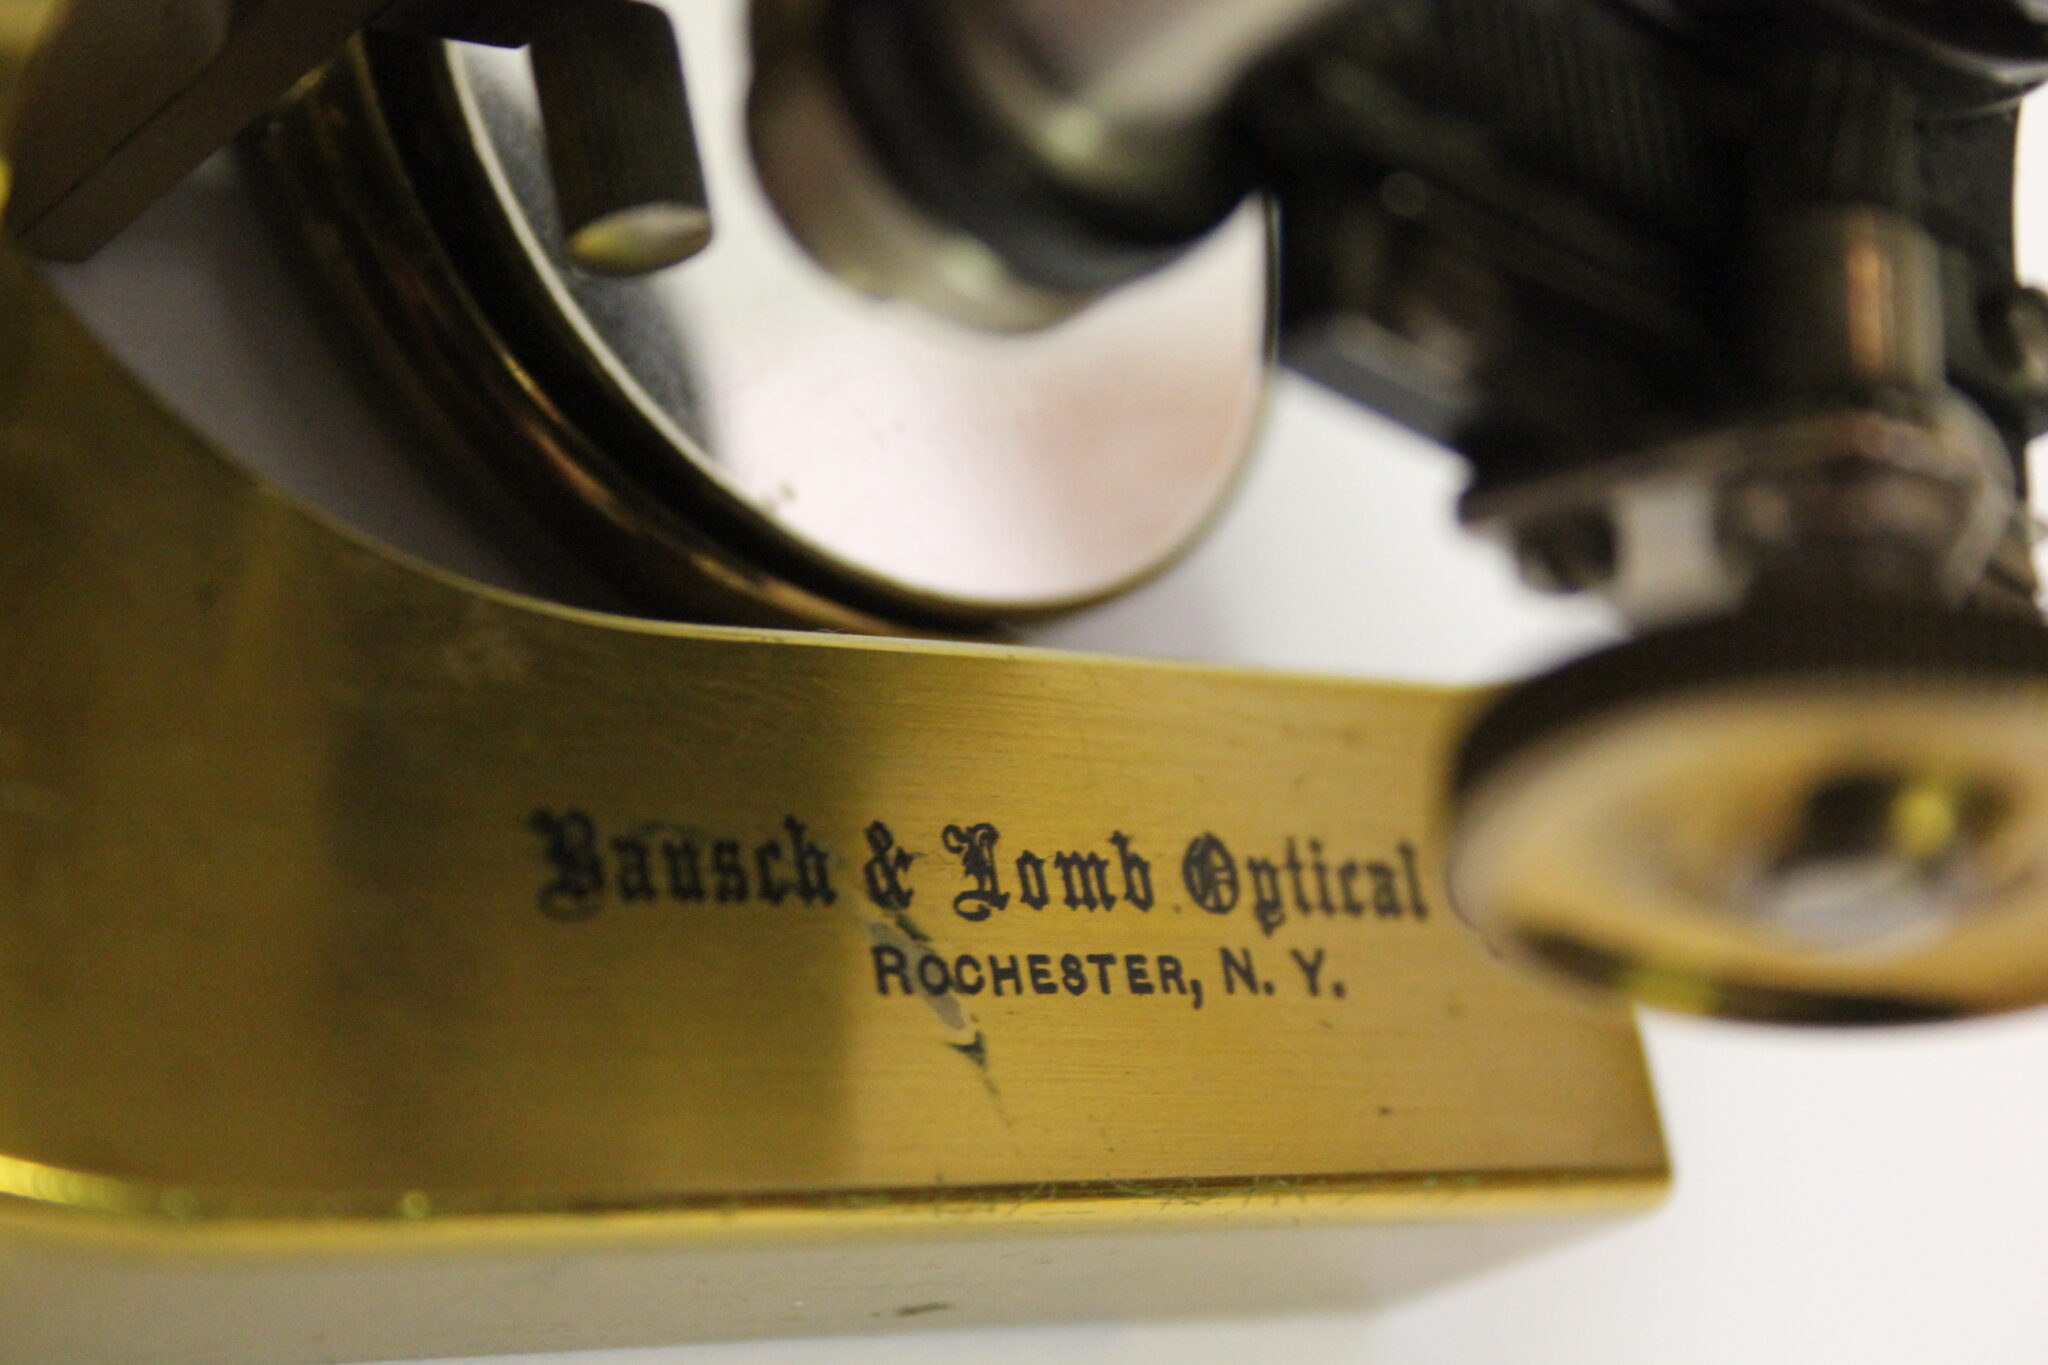 Bausch & Lomb Optical
ROCHESTER, N. Y.